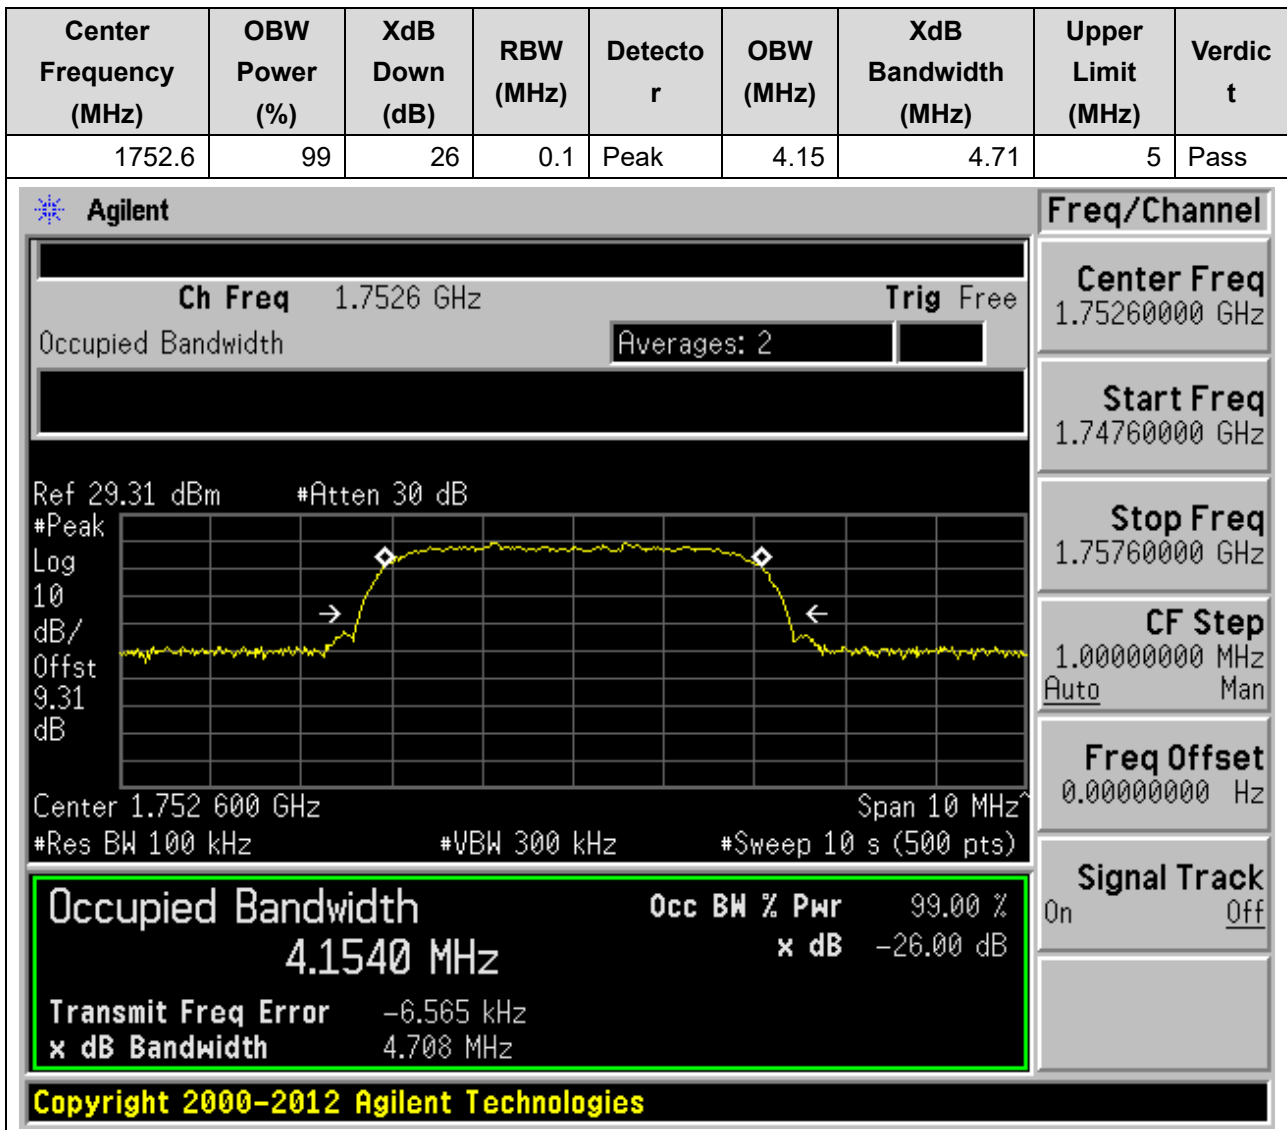 Center Frequency (MHz) OBW Power (%) XdB Down (dB) RBW (MHz) Detecto r OBW (MHz) XdB Bandwidth (MHz) Upper Limit (MHz) Verdic t
1752.6 99 26 0.1 Peak 4.15 4.71 5 Pass
Agilent
Freq/Channel
Ch Freq 1.7526 GHz Trig Free
Occupied Bandwidth Averages: 2
Center Freq
1.75260000 GHz
Start Freq
1.74760000 GHz
Stop Freq
1.75760000 GHz
CF Step
1.00000000 MHz
Auto Man
Freq Offset
0.00000000 Hz
Signal Track
On Off
Ref 29.31 dBm #Atten 30 dB
#Peak
Log
10
dB/
Offst
9.31
dB
Center 1.752 600 GHz Span 10 MHz^
#Res BW 100 kHz #VBW 300 kHz #Sweep 10 s (500 pts)
Occupied Bandwidth Occ BW % Pwr 99.00 %
4.1540 MHz x dB -26.00 dB
Transmit Freq Error -6.565 kHz
x dB Bandwidth 4.708 MHz
Copyright 2000-2012 Agilent Technologies